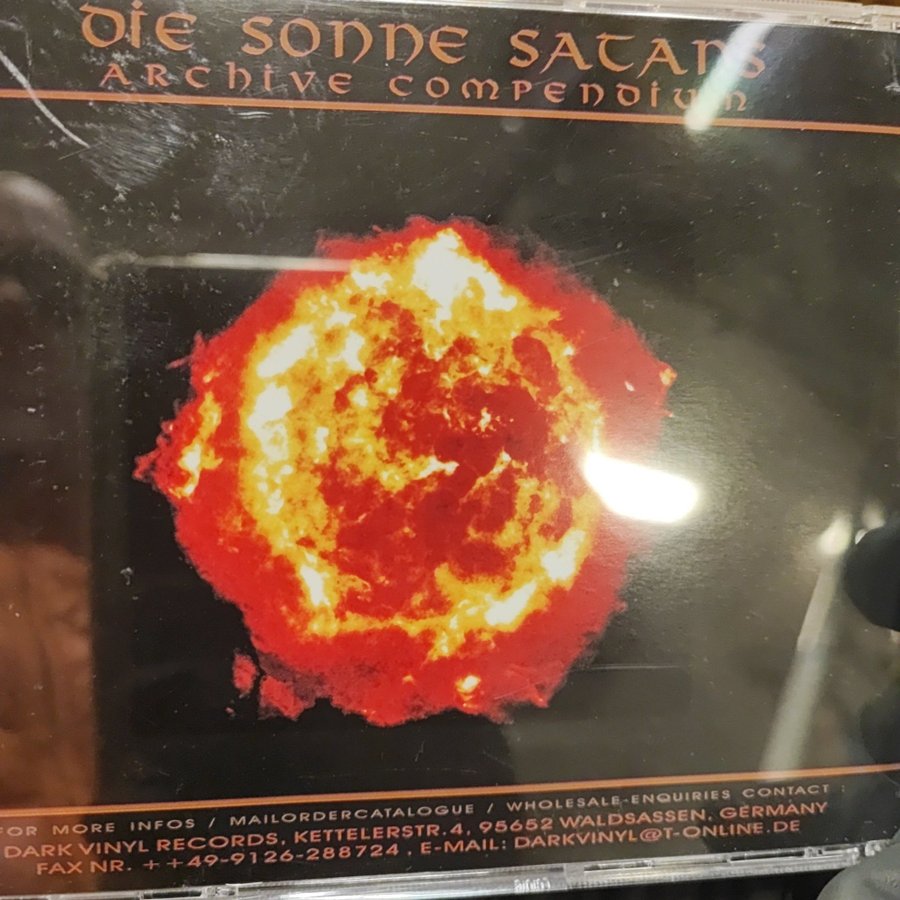 DIE SONNE SATANS
ARCHIVE COMPENDIUM
FOR MORE INFOS / MAILORDERCATALOGUE / WHOLESALE-ENQUIRIES CONTACT :
DARK VINYL RECORDS, KETTELERSTR.4, 95652 WALDSASSEN, GERMANY
FAX NR. ++49-9126-288724 , E-MAIL: DARKVINYL@T-ONLINE.DE